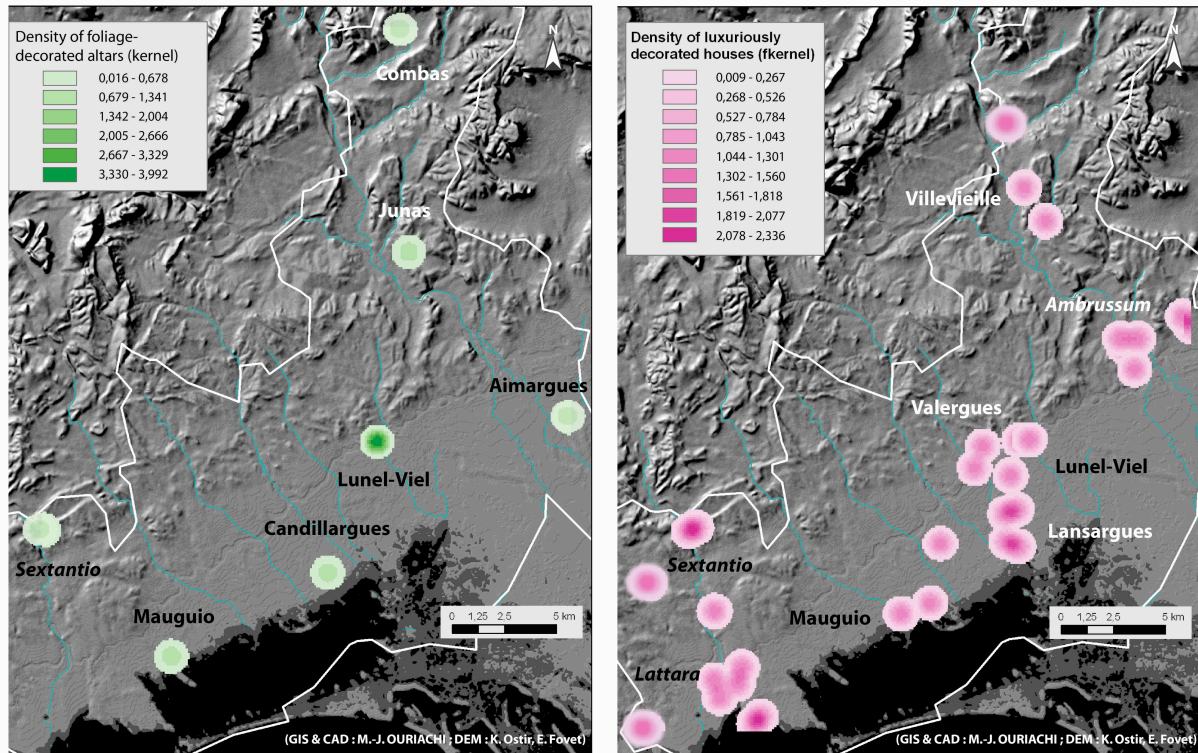 Density of foliage-
decorated altars (kernel)
0,016 - 0,678
0,679 - 1,341
1,342 - 2,004
2,005 - 2,666
2,667 - 3,329
3,330 - 3,992
N
Combas
Junas
Aimargues
Lunel-Viel
Candillargues
Sextantio
Mauguio
0 1,25 2,5 5 km
(GIS & CAD : M.-J. OURIACHI ; DEM : K. Ostir, E. Fovet)
Density of luxuriously
decorated houses (fkernel)
0,009 - 0,267
0,268 - 0,526
0,527 - 0,784
0,785 - 1,043
1,044 - 1,301
1,302 - 1,560
1,561 -1,818
1,819 - 2,077
2,078 - 2,336
N
Villevieille
Ambrussum
Valergues
Lunel-Viel
Lansargues
Sextantio
Mauguio
Lattara
0 1,25 2,5 5 km
(GIS & CAD : M.-J. OURIACHI ; DEM : K. Ostir, E. Fovet)